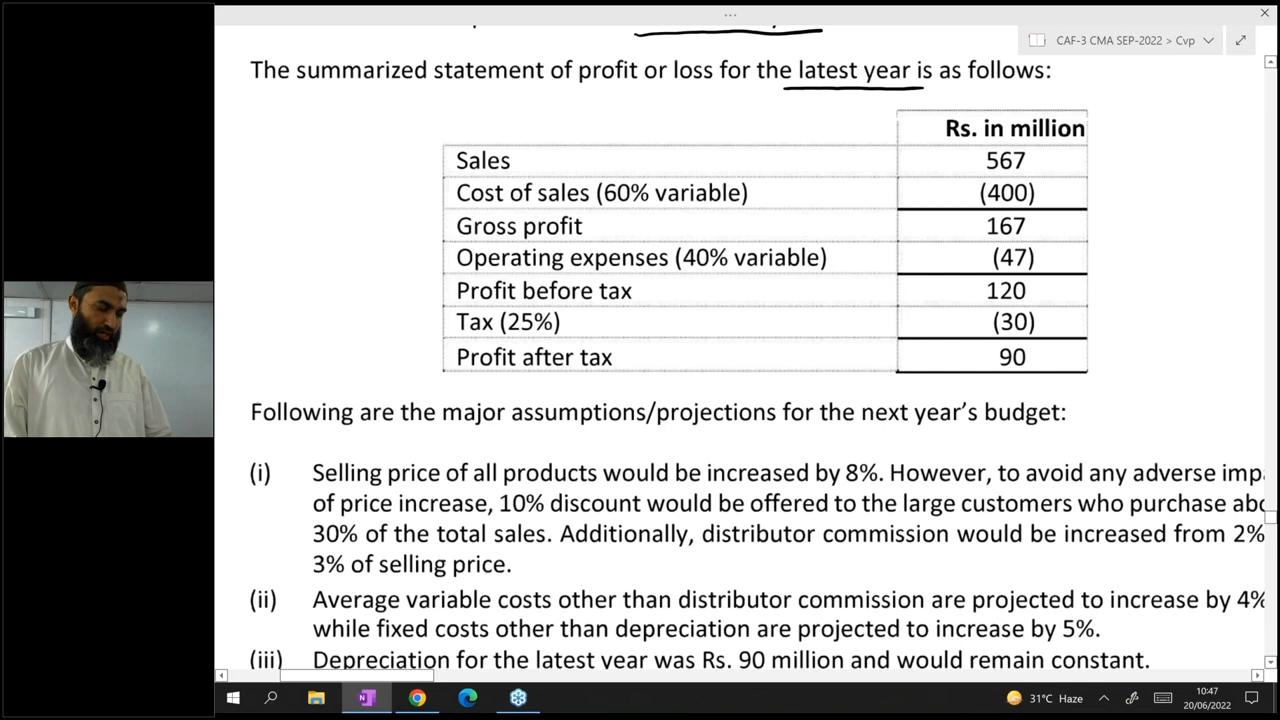 ...
CAF-3 CMA SEP-2022 > Cvp
The summarized statement of profit or loss for the latest year is as follows:
Rs. in million
Sales 567
Cost of sales (60% variable) (400)
Gross profit 167
Operating expenses (40% variable) (47)
Profit before tax 120
Tax (25%) (30)
Profit after tax 90
Following are the major assumptions/projections for the next year's budget:
(i) Selling price of all products would be increased by 8%. However, to avoid any adverse
of price increase, 10% discount would be offered to the large customers who purchase
30% of the total sales. Additionally, distributor commission would be increased from 2%
3% of selling price.
(ii) Average variable costs other than distributor commission are projected to increase by 4%
while fixed costs other than depreciation are projected to increase by 5%.
(iii) Depreciation for the latest year was Rs. 90 million and would remain constant.
31°C Haze
10:47
20/06/2022